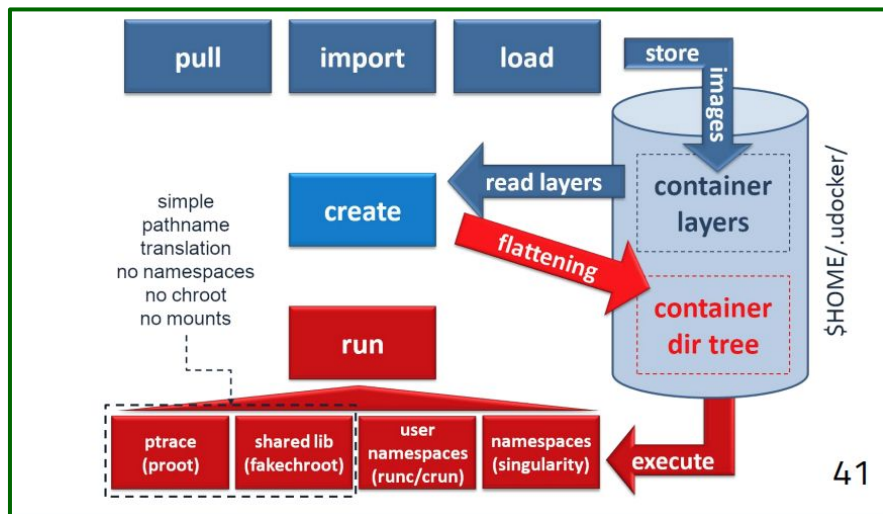 pull
import
load
store
images
$HOME/.udocker/
container
layers
read layers
create
flattening
container
dir tree
simple
pathname
translation
no namespaces
no chroot
no mounts
run
ptrace
(proot)
shared lib
(fakechroot)
user
namespaces
(runc/crun)
namespaces
(singularity)
execute
41